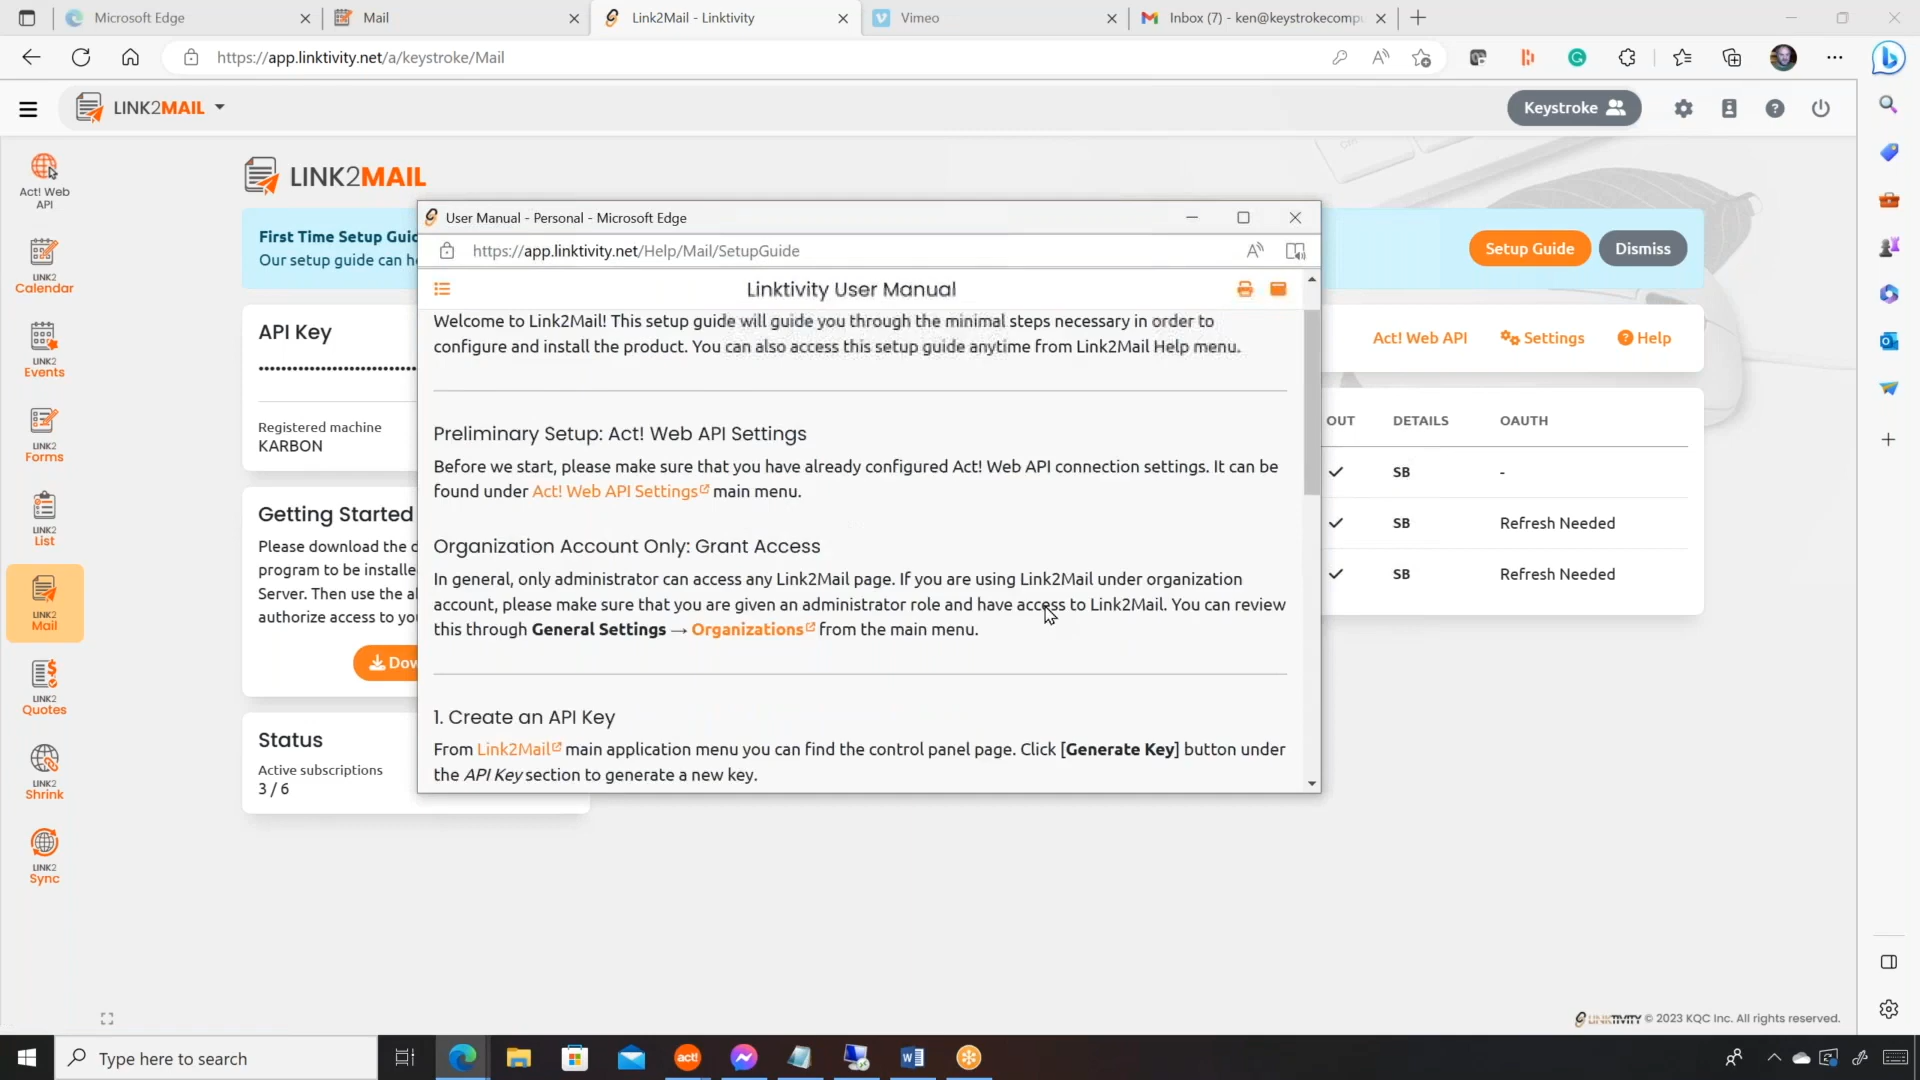 Microsoft Edge
Mail
Link2Mail - Linktivity
Vimeo
Inbox (7) - ken@keystrokecomp
https://app.linktivity.net/a/keystroke/Mail
LINK2MAIL
Keystroke
Act! Web
API
LINK2
Calendar
LINK2
Events
LINK2
Forms
LINK2
List
LINK2
Mail
LINK2
Quotes
LINK2
Shrink
LINK2
Sync
LINK2MAIL
First Time Setup Guid
Our setup guide can he
Setup Guide
Dismiss
API Key
Registered machine
KARBON
Getting Started
Please download the c
program to be installe
Server. Then use the a
authorize access to you
Dow
Status
Active subscriptions
3 / 6
User Manual - Personal - Microsoft Edge
https://app.linktivity.net/Help/Mail/SetupGuide
Linktivity User Manual
Welcome to Link2Mail! This setup guide will guide you through the minimal steps necessary in order to
configure and install the product. You can also access this setup guide anytime from Link2Mail Help menu.
Preliminary Setup: Act! Web API Settings
Before we start, please make sure that you have already configured Act! Web API connection settings. It can be
found under Act! Web API Settings main menu.
Organization Account Only: Grant Access
In general, only administrator can access any Link2Mail page. If you are using Link2Mail under organization
account, please make sure that you are given an administrator role and have access to Link2Mail. You can review
this through General Settings → Organizations from the main menu.
1. Create an API Key
From Link2Mail main application menu you can find the control panel page. Click [Generate Key] button under
the API Key section to generate a new key.
Act! Web API
Settings
Help
OUT DETAILS OAUTH
SB -
SB Refresh Needed
SB Refresh Needed
LINKTIVITY © 2023 KQC Inc. All rights reserved.
Type here to search
act!